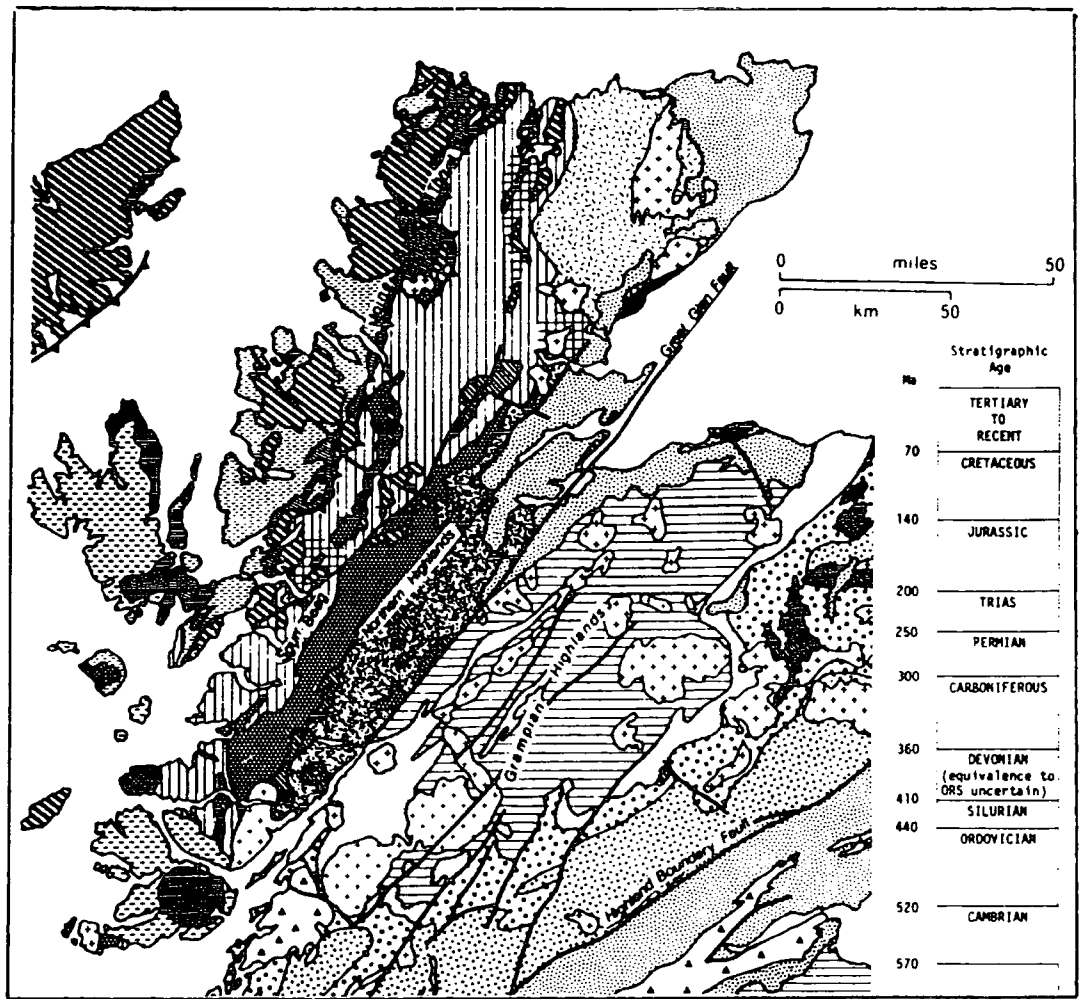 0 miles 50
0 km 50
Great Glen Fault
Stratigraphic
Age
Ma
TERTIARY
TO
RECENT
70
CRETACEOUS
140
JURASSIC
200
TRIAS
250
PERMIAN
300
CARBONIFEROUS
360
DEVONIAN
(equivalence to
ORS uncertain)
410
SILURIAN
440
ORDOVICIAN
520
CAMBRIAN
570
Highlands
Grampian Highlands
Highland Boundary Fault